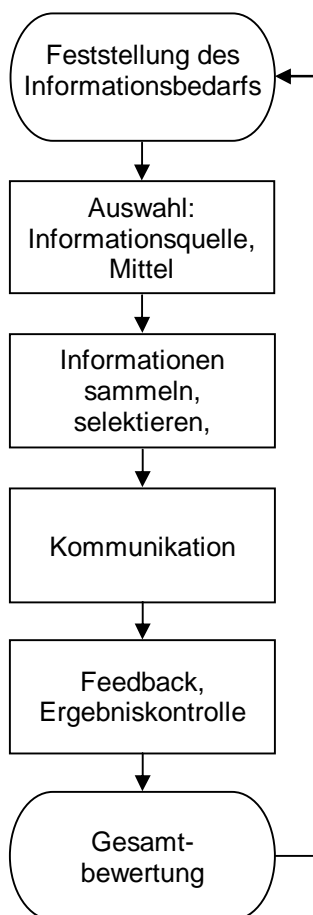 Feststellung des
Informationsbedarfs
Auswahl:
Informationsquelle,
Mittel
Informationen
sammeln,
selektieren,
Kommunikation
Feedback,
Ergebniskontrolle
Gesamt-
bewertung